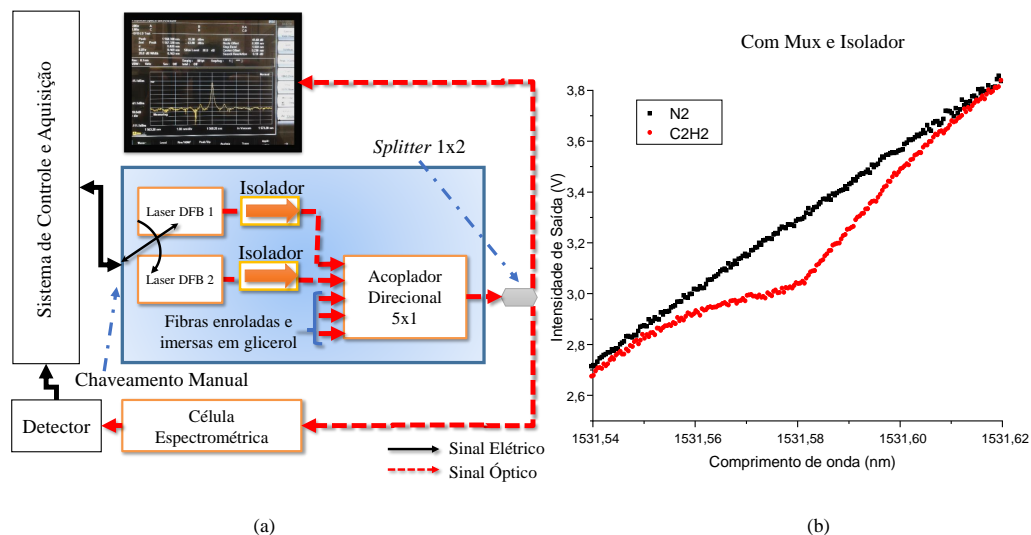 Sistema de Controle e Aquisição
Splitter 1x2
Isolador
Laser DFB 1
Isolador
Laser DFB 2
Acoplador
Direcional
5x1
Fibras enroladas e
imersas em glicerol
Chaveamento Manual
Detector
Célula
Espectrométrica
Sinal Elétrico
Sinal Óptico
(a)
Com Mux e Isolador
N2
C2H2
Intensidade de Saída (V)
3,8
3,6
3,4
3,2
3,0
2,8
2,6
1531,54
1531,56
1531,58
1531,60
1531,62
Comprimento de onda (nm)
(b)